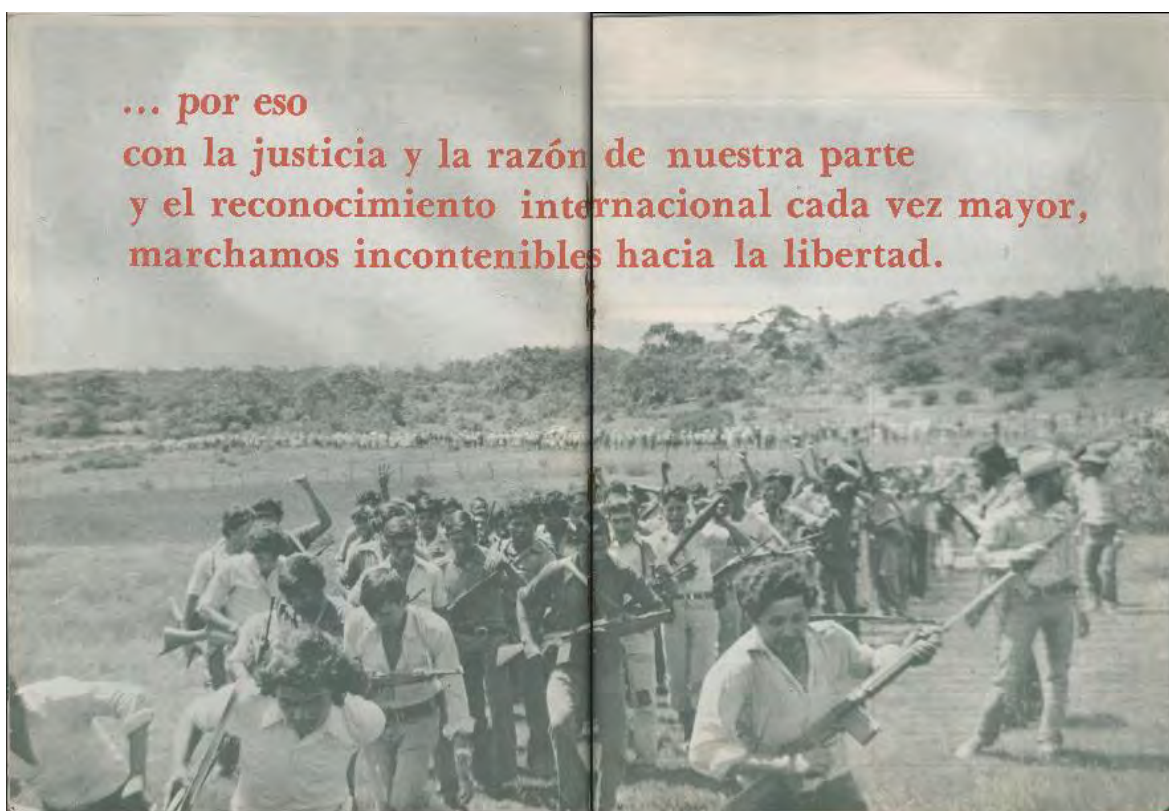 ... por eso
con la justicia y la razón de nuestra parte
y el reconocimiento internacional cada vez mayor,
marchamos incontenibles hacia la libertad.